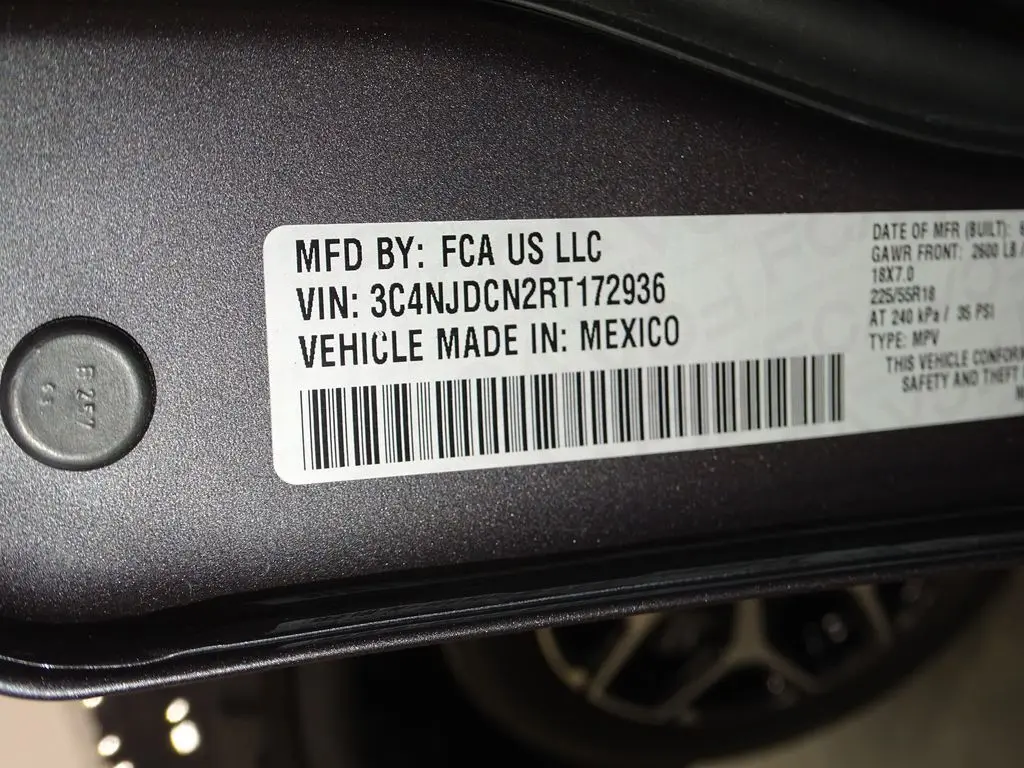 MFD BY: FCA US LLC
VIN: 3C4NJDCN2RT172936
VEHICLE MADE IN: MEXICO
DATE OF MFR (BUILT):
GAWR FRONT: 2600 LB
18X7.0
225/55R18
AT 240 kPa / 35 PSI
TYPE: MPV
THIS VEHICLE CONFOR
SAFETY AND THEFT
B 257